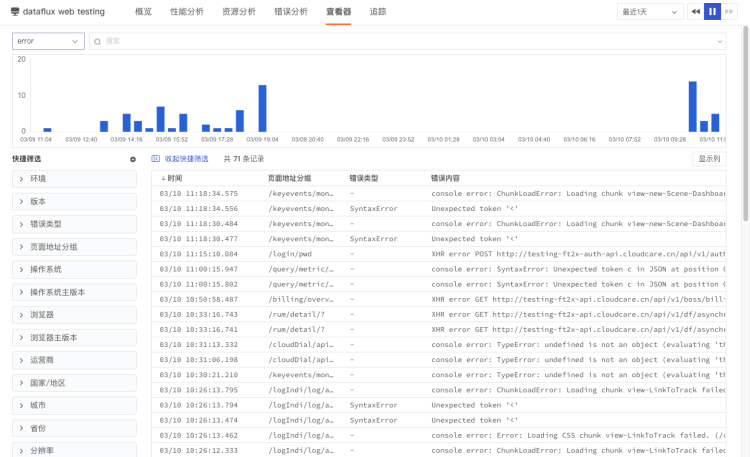 dataflux web testing 概览 性能分析 资源分析 错误分析 查看器 追踪 最近1天
error 搜索
20
10
0
03/09 11:04 03/09 12:40 03/09 14:16 03/09 15:52 03/09 17:28 03/09 19:04 03/09 20:40 03/09 22:16 03/09 23:52 03/10 01:28 03/10 03:04 03/10 04:40 03/10 06:16 03/10 07:52 03/10 09:28 03/10 11:0
快捷筛选 收起快捷筛选 共 71 条记录 显示列
环境
版本
错误类型
页面地址分组
操作系统
操作系统主版本
浏览器
浏览器主版本
运营商
国家/地区
城市
省份
分辨率
时间 页面地址分组 错误类型 错误内容
03/10 11:18:34.575 /keyevents/mon… - console error: ChunkLoadError: Loading chunk view-new-Scene-Dashboar
03/10 11:18:34.556 /keyevents/mon… SyntaxError Unexpected token '<'
03/10 11:18:30.484 /keyevents/mon… - console error: ChunkLoadError: Loading chunk view-new-Scene-Dashboar
03/10 11:18:30.477 /keyevents/mon… SyntaxError Unexpected token '<'
03/10 11:15:10.084 /login/pwd - XHR error POST http://testing-ft2x-auth-api.cloudcare.cn/api/v1/aut
03/10 11:00:15.947 /query/metric/… - console error: SyntaxError: Unexpected token c in JSON at position
03/10 11:00:15.802 /query/metric/… - console error: SyntaxError: Unexpected token c in JSON at position
03/10 10:50:58.487 /billing/overv… - XHR error GET http://testing-ft2x-api.cloudcare.cn/api/v1/boss/bill
03/10 10:33:16.743 /rum/detail/? - XHR error GET http://testing-ft2x-api.cloudcare.cn/api/v1/df/asynch
03/10 10:33:16.741 /rum/detail/? - XHR error GET http://testing-ft2x-api.cloudcare.cn/api/v1/df/asynch
03/10 10:31:13.332 /cloudDial/api… - console error: TypeError: undefined is not an object (evaluating 'th
03/10 10:31:06.198 /cloudDial/api… - console error: TypeError: undefined is not an object (evaluating 'th
03/10 10:30:21.210 /keyevents/mon… - console error: TypeError: undefined is not an object (evaluating 'th
03/10 10:26:13.795 /logIndi/log/a… - console error: ChunkLoadError: Loading chunk view-LinkToTrack failed
03/10 10:26:13.794 /logIndi/log/a… SyntaxError Unexpected token '<'
03/10 10:26:13.474 /logIndi/log/a… SyntaxError Unexpected token '<'
03/10 10:26:13.462 /logIndi/log/a… - console error: Error: Loading CSS chunk view-LinkToTrack failed. (/c
03/10 10:26:12.333 /logIndi/log/a… - console error: ChunkLoadError: Loading chunk view-LinkToTrack failed